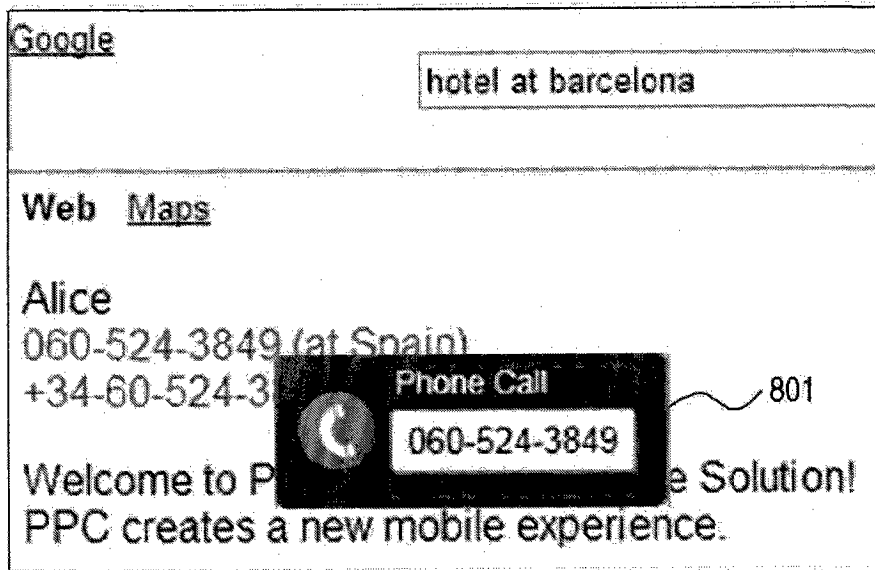 Google
hotel at barcelona
Web Maps
Alice
060-524-3849 (at Spain)
+34-60-524-3
Phone Call
801
060-524-3849
Welcome to P e Solution!
PPC creates a new mobile experience.